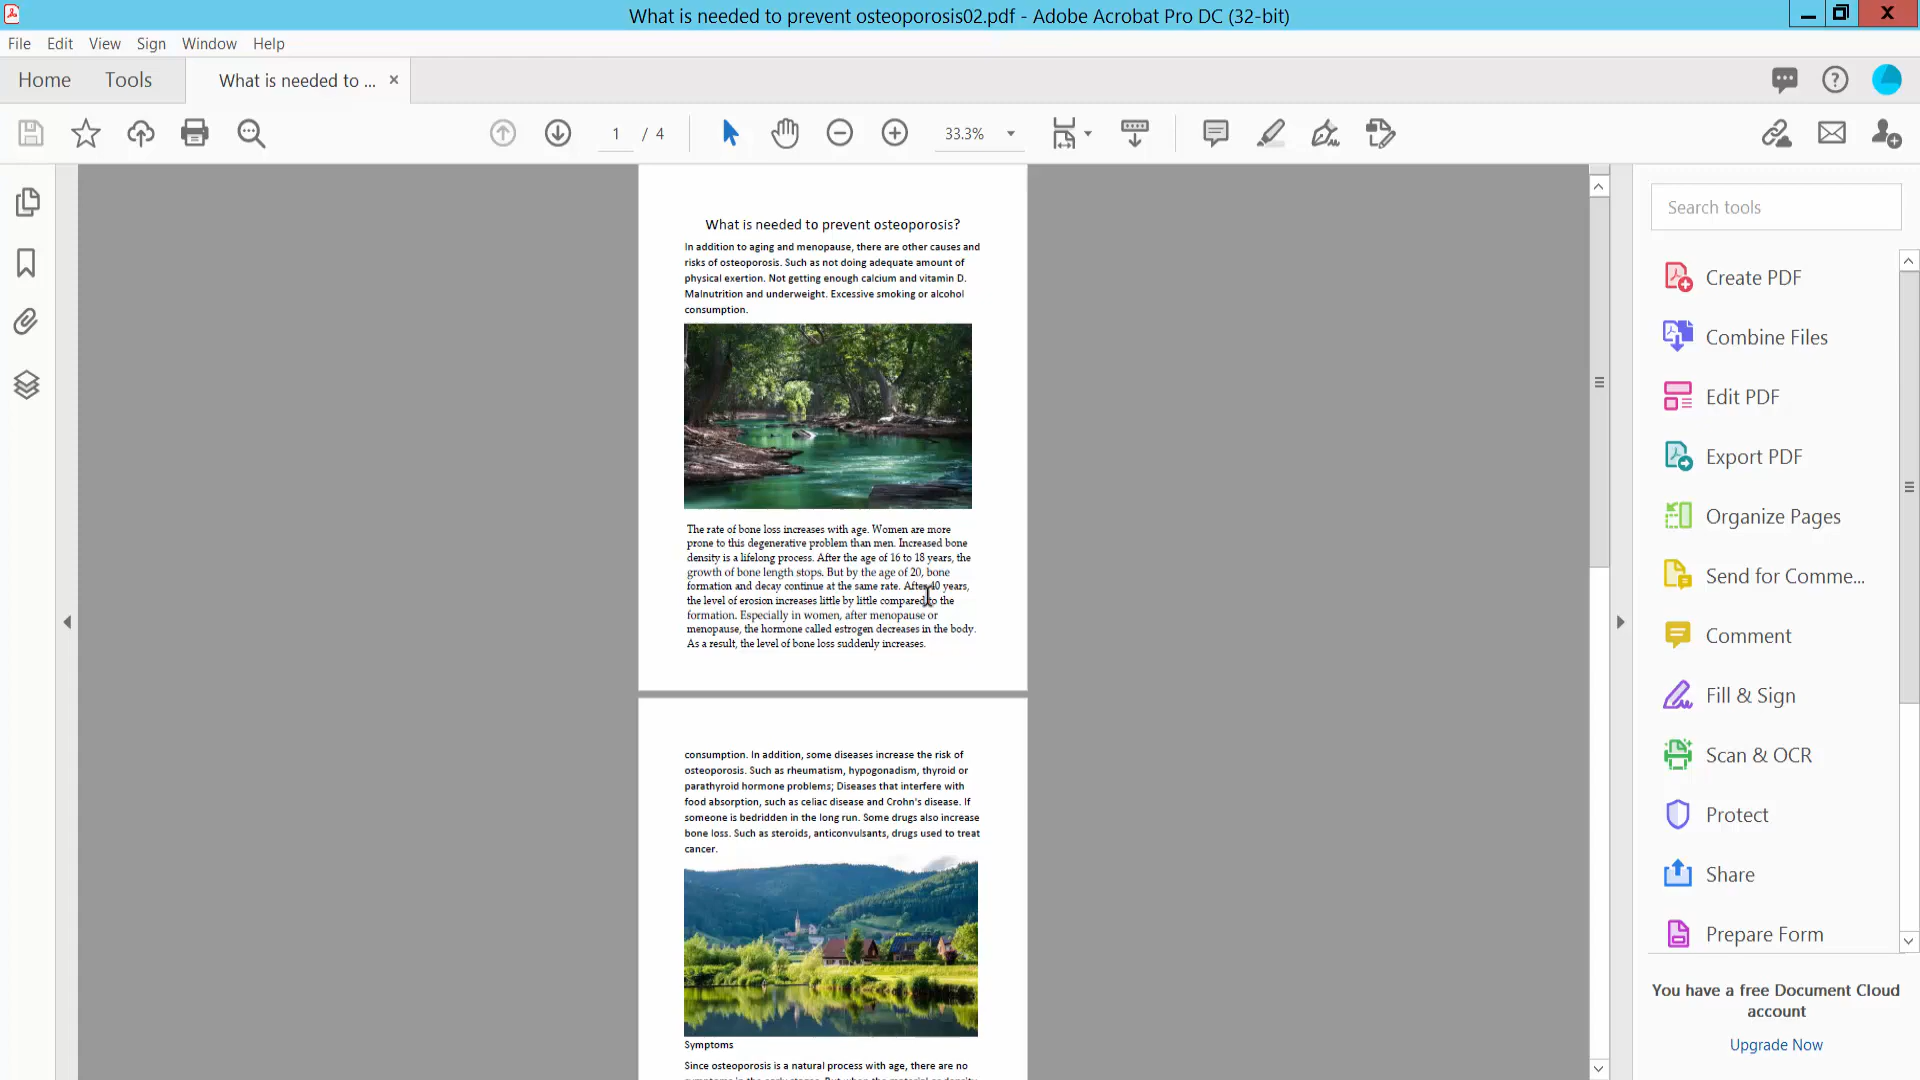 What is needed to prevent osteoporosis02.pdf - Adobe Acrobat Pro DC (32-bit)
File Edit View Sign Window Help
Home Tools What is needed to ... ×
1 / 4 33.3%
Search tools
Create PDF
Combine Files
Edit PDF
Export PDF
Organize Pages
Send for Comme...
Comment
Fill & Sign
Scan & OCR
Protect
Share
Prepare Form
You have a free Document Cloud
account
Upgrade Now
What is needed to prevent osteoporosis?
In addition to aging and menopause, there are other causes and
risks of osteoporosis. Such as not doing adequate amount of
physical exertion. Not getting enough calcium and vitamin D.
Malnutrition and underweight. Excessive smoking or alcohol
consumption.
The rate of bone loss increases with age. Women are more
prone to this degenerative problem than men. Increased bone
density is a lifelong process. After the age of 16 to 18 years, the
growth of bone length stops. But by the age of 20, bone
formation and decay continue at the same rate. After 40 years,
the level of erosion increases little by little compared to the
formation. Especially in women, after menopause or
menopause, the hormone called estrogen decreases in the body.
As a result, the level of bone loss suddenly increases.
consumption. In addition, some diseases increase the risk of
osteoporosis. Such as rheumatism, hypogonadism, thyroid or
parathyroid hormone problems; Diseases that interfere with
food absorption, such as celiac disease and Crohn's disease. If
someone is bedridden in the long run. Some drugs also increase
bone loss. Such as steroids, anticonvulsants, drugs used to treat
cancer.
Symptoms
Since osteoporosis is a natural process with age, there are no